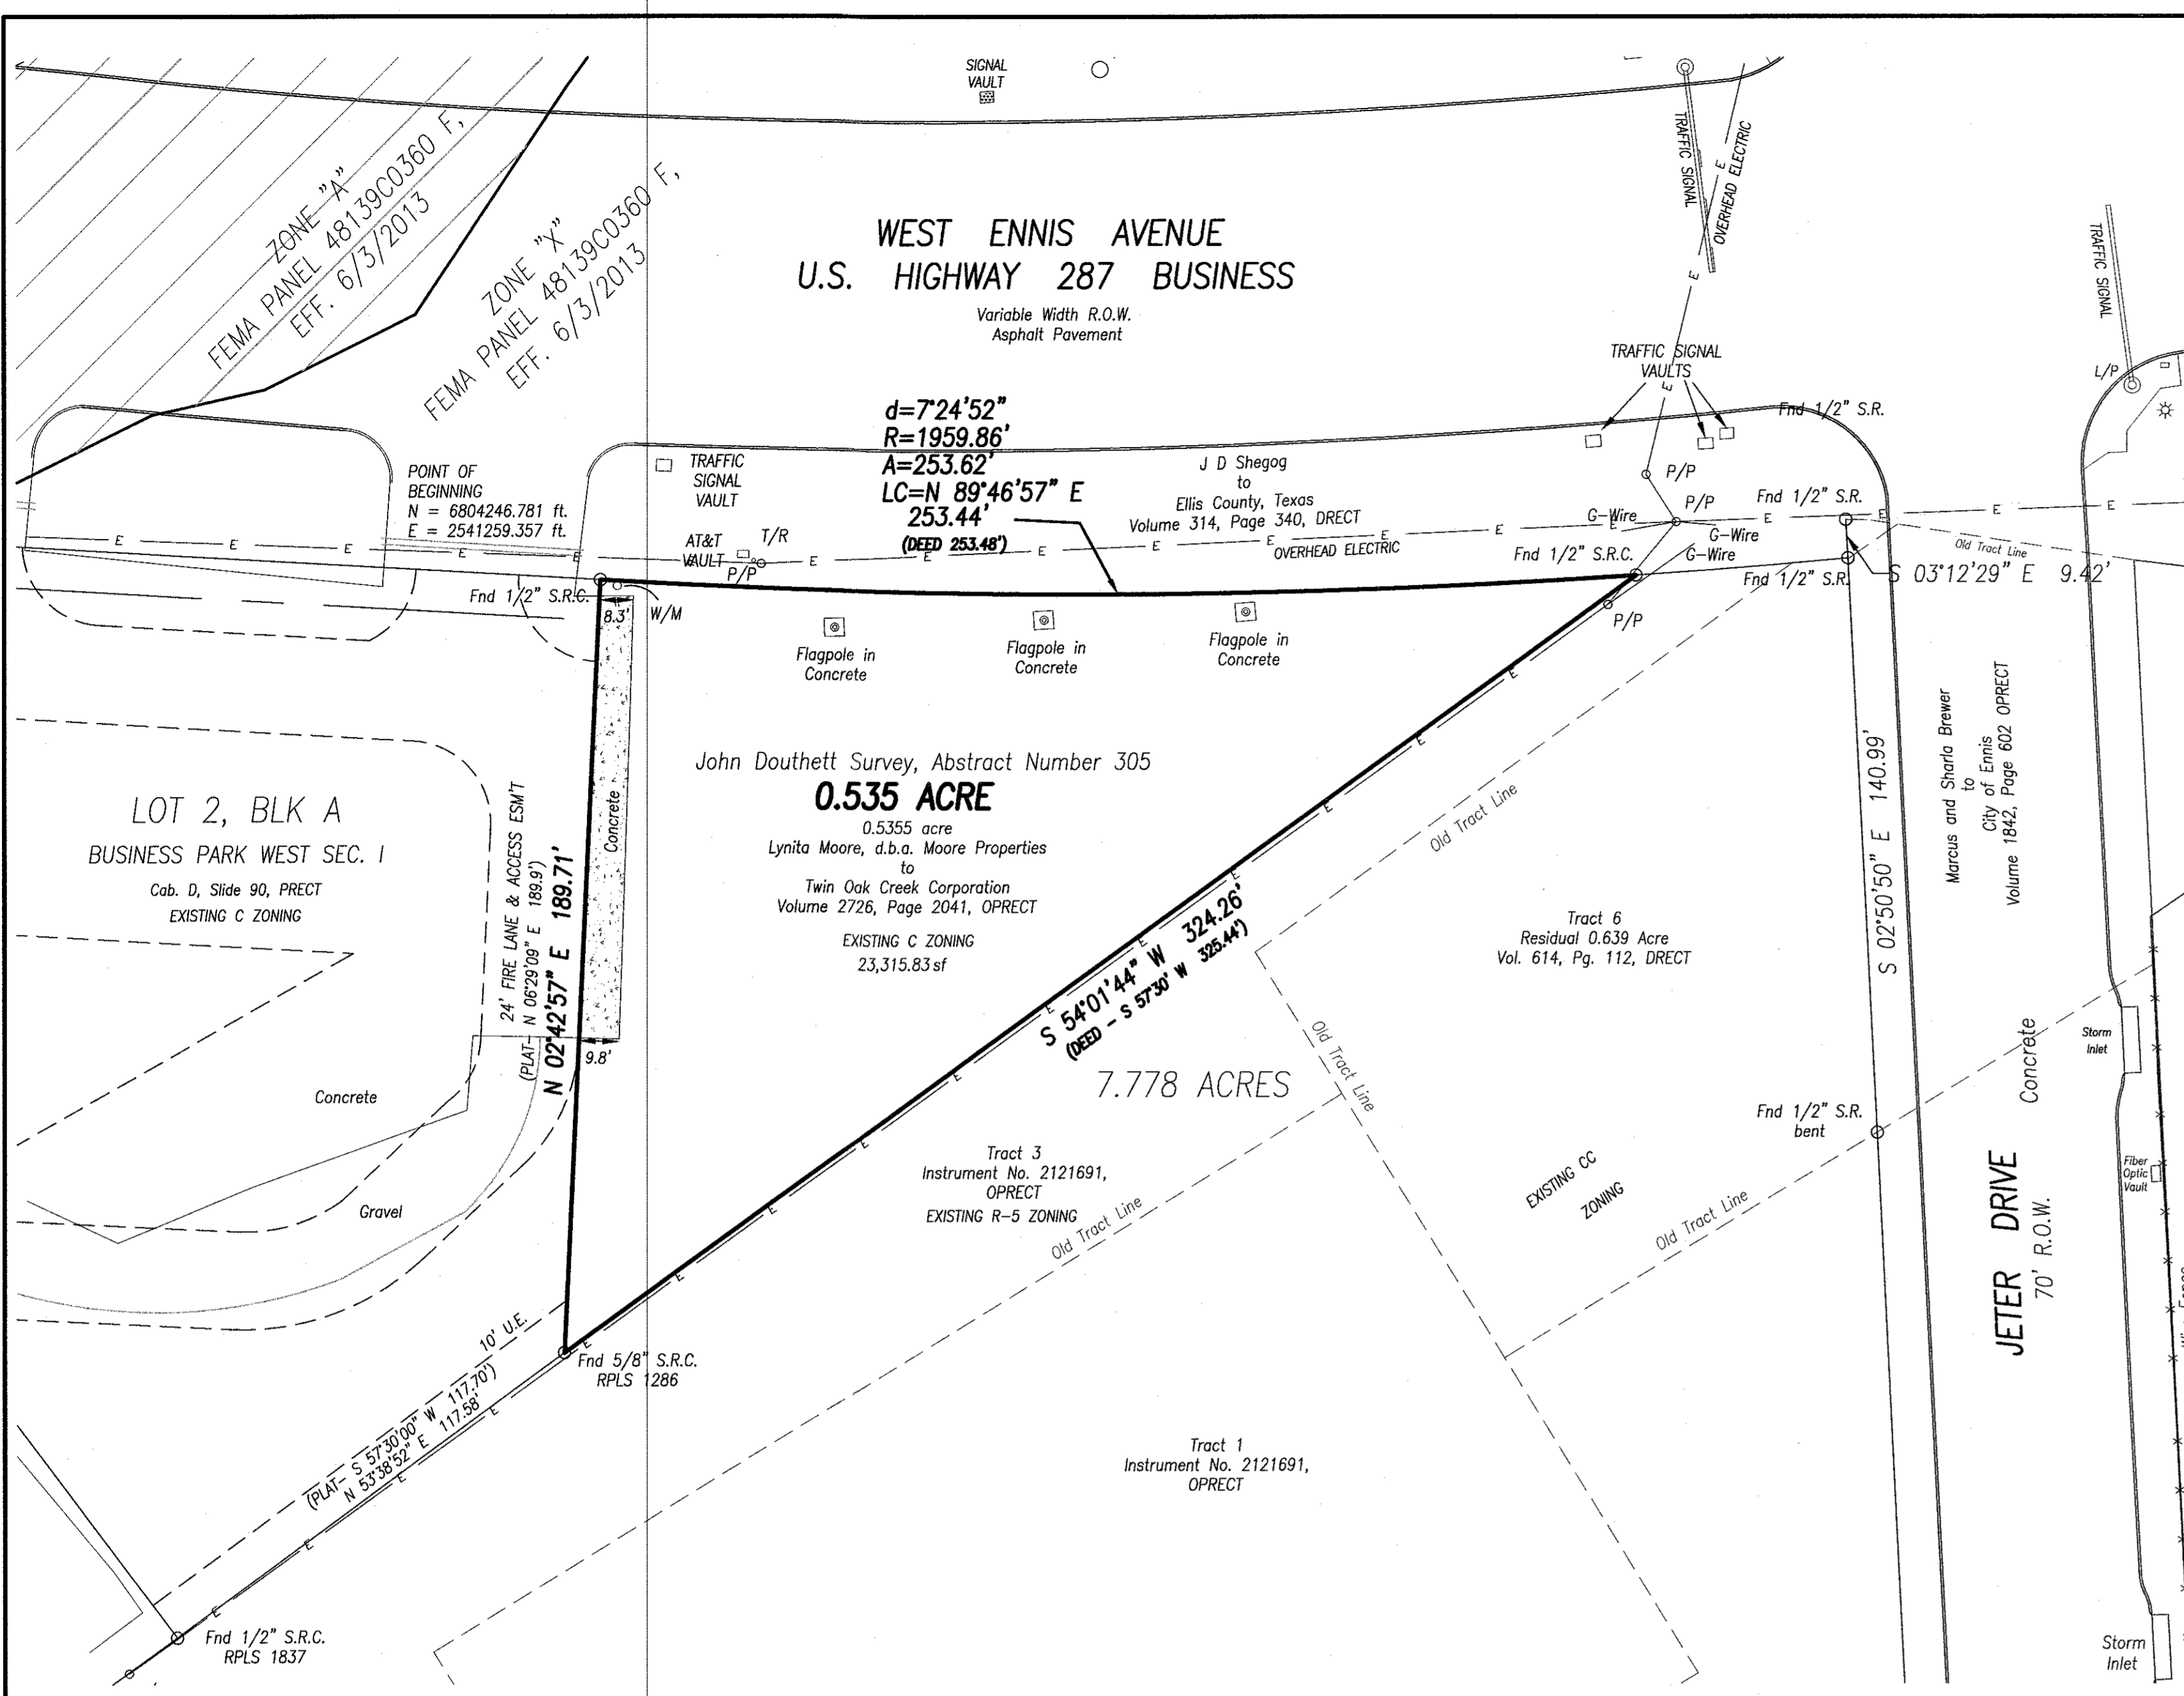 SIGNAL
VAULT
ZONE "A"
FEMA PANEL 48139C0360 F,
EFF. 6/3/2013
ZONE "X"
FEMA PANEL 48139C0360 F,
EFF. 6/3/2013
WEST ENNIS AVENUE
U.S. HIGHWAY 287 BUSINESS
Variable Width R.O.W.
Asphalt Pavement
TRAFFIC SIGNAL
E
OVERHEAD ELECTRIC
E
E
TRAFFIC SIGNAL
L/P
TRAFFIC SIGNAL
VAULTS
Fnd 1/2" S.R.
d=7°24'52"
R=1959.86'
A=253.62'
LC=N 89°46'57" E
253.44'
(DEED 253.48')
POINT OF
BEGINNING
N = 6804246.781 ft.
E = 2541259.357 ft.
TRAFFIC
SIGNAL
VAULT
J D Shegog
to
Ellis County, Texas
Volume 314, Page 340, DRECT
P/P
P/P
Fnd 1/2" S.R.
G-Wire
G-Wire
G-Wire
AT&T
VAULT
T/R
P/P
OVERHEAD ELECTRIC
Fnd 1/2" S.R.C.
Fnd 1/2" S.R.
Old Tract Line
S 03°12'29" E 9.42'
Fnd 1/2" S.R.C.
8.3'
W/M
P/P
Flagpole in
Concrete
Flagpole in
Concrete
Flagpole in
Concrete
John Douthett Survey, Abstract Number 305
0.535 ACRE
0.5355 acre
Lynita Moore, d.b.a. Moore Properties
to
Twin Oak Creek Corporation
Volume 2726, Page 2041, OPRECT
EXISTING C ZONING
23,315.83 sf
LOT 2, BLK A
BUSINESS PARK WEST SEC. I
Cab. D, Slide 90, PRECT
EXISTING C ZONING
24' FIRE LANE & ACCESS ESM'T
(PLAT- N 06°29'09" E 189.9')
N 02°42'57" E 189.71'
Concrete
9.8'
S 54°01'44" W 324.26'
(DEED - S 57°30' W 325.44')
Old Tract Line
Tract 6
Residual 0.639 Acre
Vol. 614, Pg. 112, DRECT
S 02°50'50" E 140.99'
Marcus and Sharla Brewer
to
City of Ennis
Volume 1842, Page 602 OPRECT
Old Tract Line
7.778 ACRES
Concrete
Gravel
Tract 3
Instrument No. 2121691,
OPRECT
EXISTING R-5 ZONING
Old Tract Line
EXISTING CC
ZONING
Old Tract Line
Fnd 1/2" S.R.
bent
JETER DRIVE
70' R.O.W.
Concrete
Storm
Inlet
Fiber
Optic
Vault
10' U.E.
Fnd 5/8" S.R.C.
RPLS 1286
(PLAT- S 57°30'00" W 117.70')
N 53°38'52" E 117.58'
Tract 1
Instrument No. 2121691,
OPRECT
Fnd 1/2" S.R.C.
RPLS 1837
Storm
Inlet